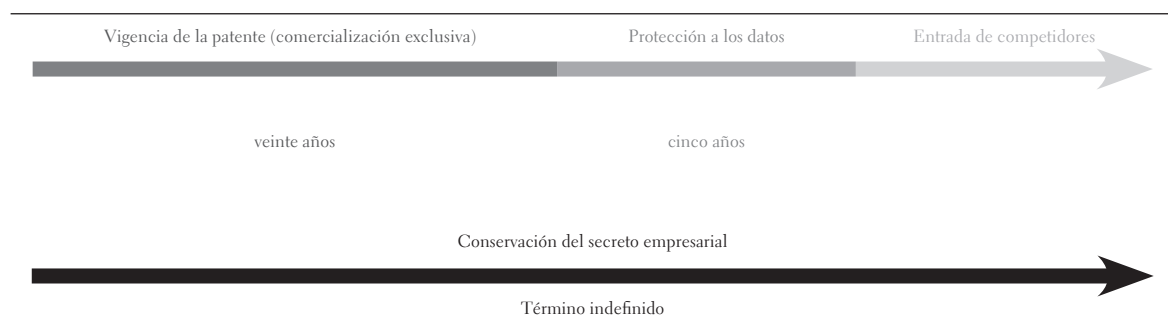 Vigencia de la patente (comercialización exclusiva) Protección a los datos Entrada de competidores
veinte años cinco años
Conservación del secreto empresarial
Término indefinido